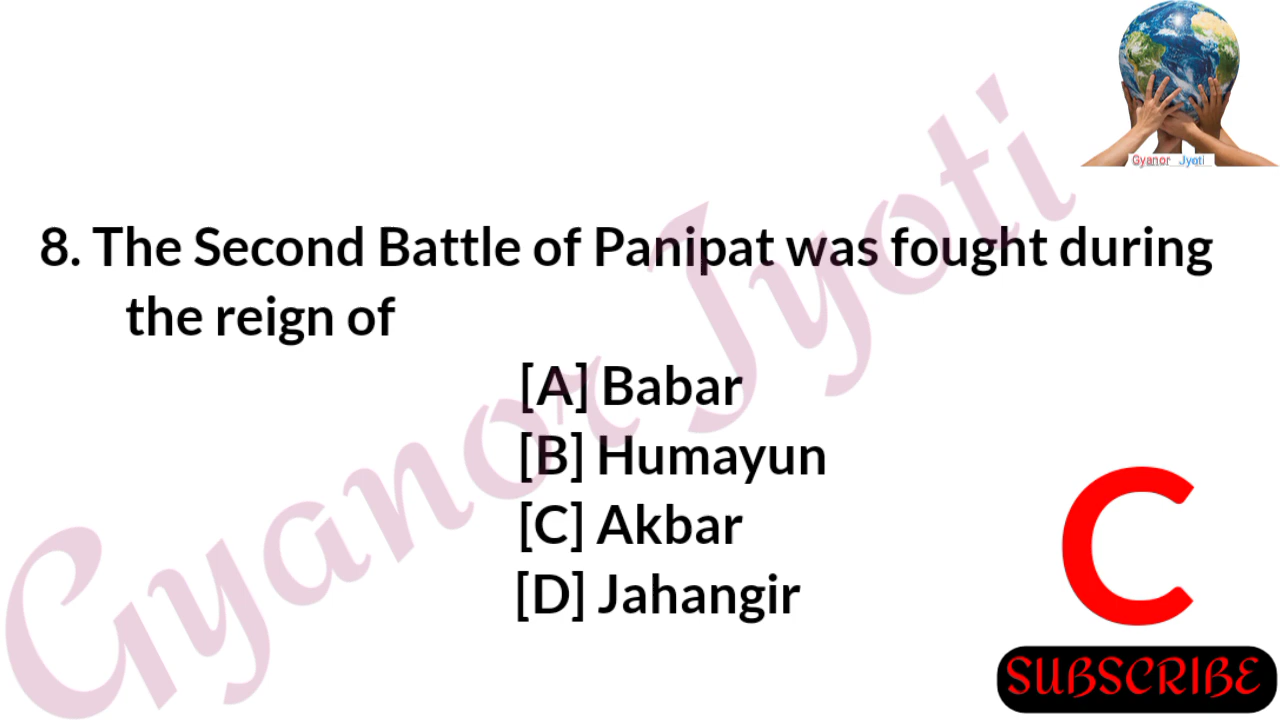 Gyanor Jyoti
8. The Second Battle of Panipat was fought during
the reign of
[A] Babar
[B] Humayun
[C] Akbar
[D] Jahangir
C
SUBSCRIBE
Gyanor Jyoti